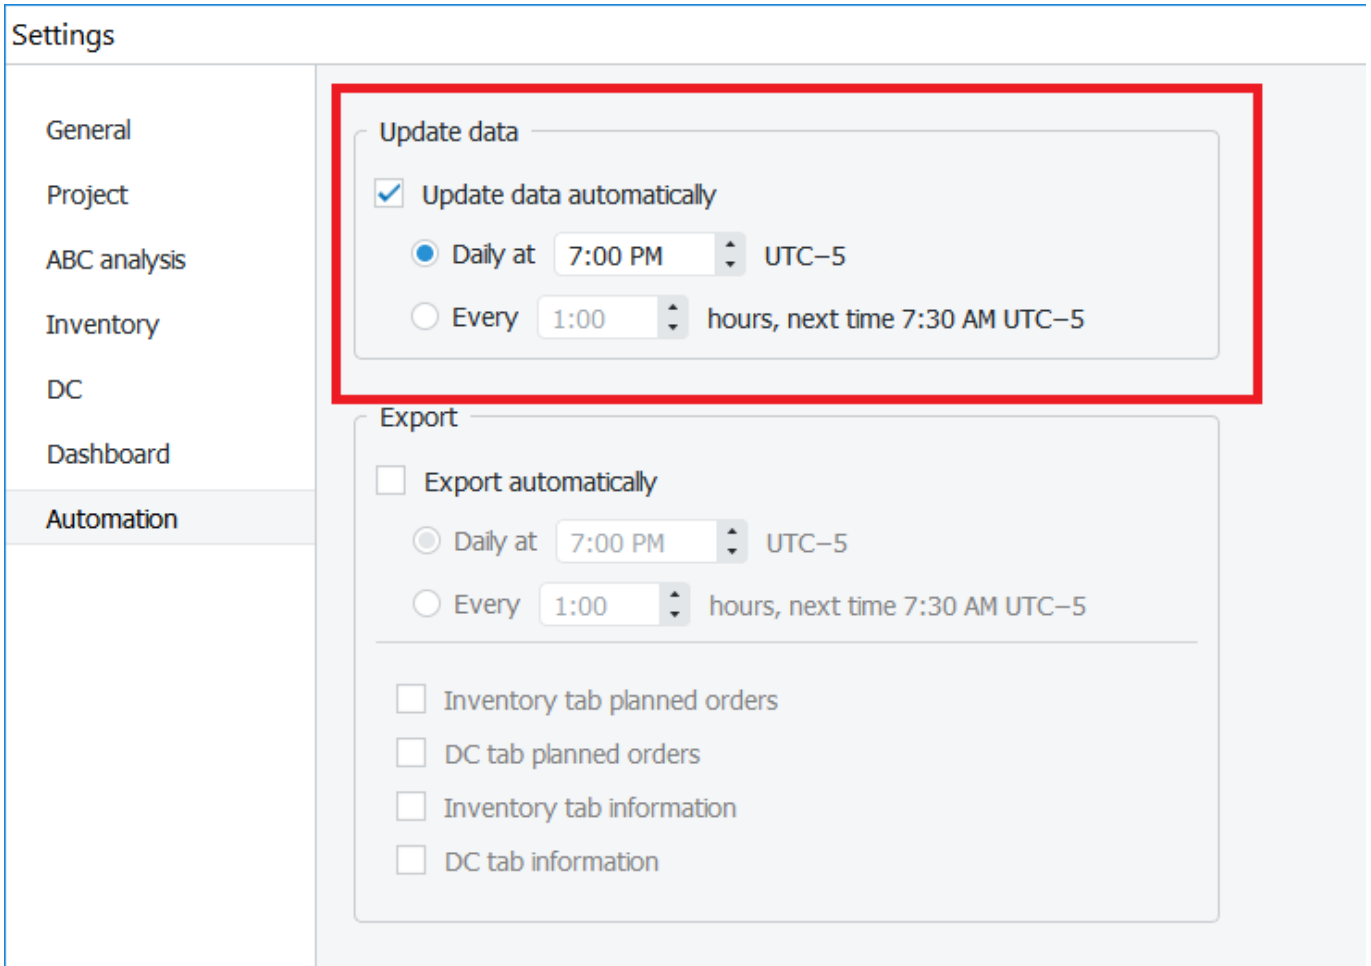 Settings
General
Project
ABC analysis
Inventory
DC
Dashboard
Automation
Update data
Update data automatically
Daily at 7:00 PM UTC−5
Every 1:00 hours, next time 7:30 AM UTC−5
Export
Export automatically
Daily at 7:00 PM UTC−5
Every 1:00 hours, next time 7:30 AM UTC−5
Inventory tab planned orders
DC tab planned orders
Inventory tab information
DC tab information